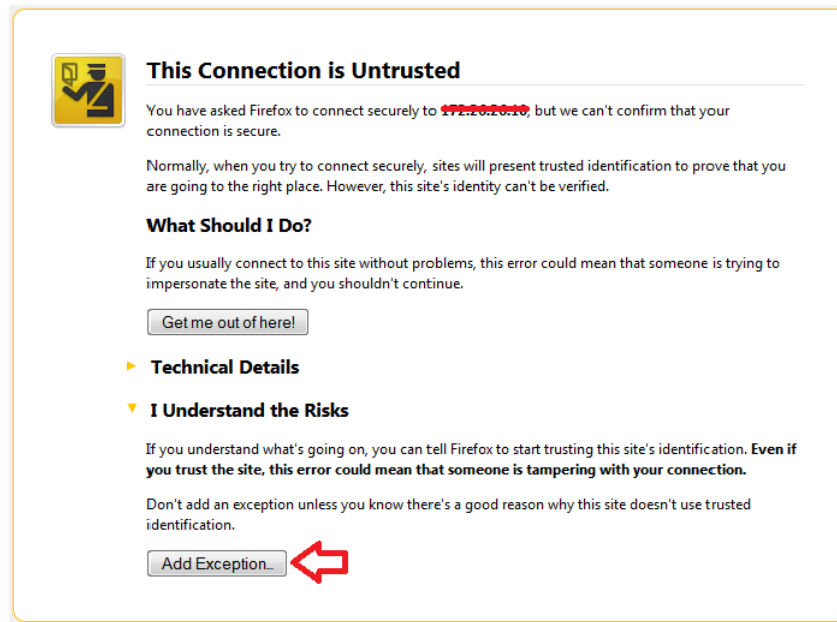 This Connection is Untrusted
You have asked Firefox to connect securely to , but we can't confirm that your
connection is secure.
Normally, when you try to connect securely, sites will present trusted identification to prove that you
are going to the right place. However, this site's identity can't be verified.
What Should I Do?
If you usually connect to this site without problems, this error could mean that someone is trying to
impersonate the site, and you shouldn't continue.
Get me out of here!
Technical Details
I Understand the Risks
If you understand what's going on, you can tell Firefox to start trusting this site's identification. Even if
you trust the site, this error could mean that someone is tampering with your connection.
Don't add an exception unless you know there's a good reason why this site doesn't use trusted
identification.
Add Exception...